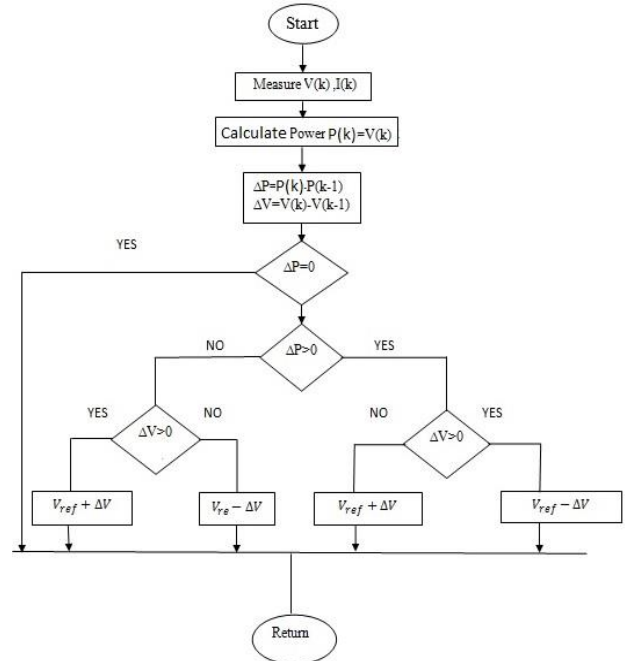 Start
Measure V(k) ,I(k)
Calculate Power P(k)=V(k)
ΔP=P(k)-P(k-1)
ΔV=V(k)-V(k-1)
YES
ΔP=0
ΔP>0
NO
YES
YES
ΔV>0
NO
NO
ΔV>0
YES
V_ref + ΔV
V_re − ΔV
V_ref + ΔV
V_ref − ΔV
Return